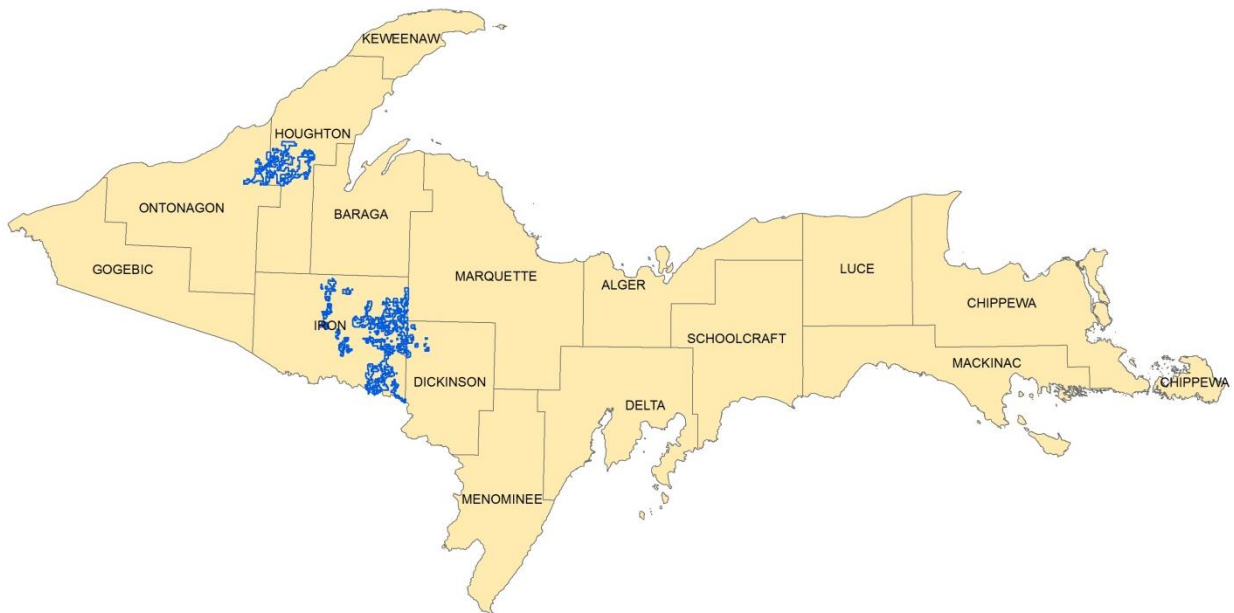 KEWEENAW
HOUGHTON
ONTONAGON
BARAGA
GOGEBIC
MARQUETTE
ALGER
LUCE
CHIPPEWA
IRON
SCHOOLCRAFT
MACKINAC
DICKINSON
CHIPPEWA
DELTA
MENOMINEE